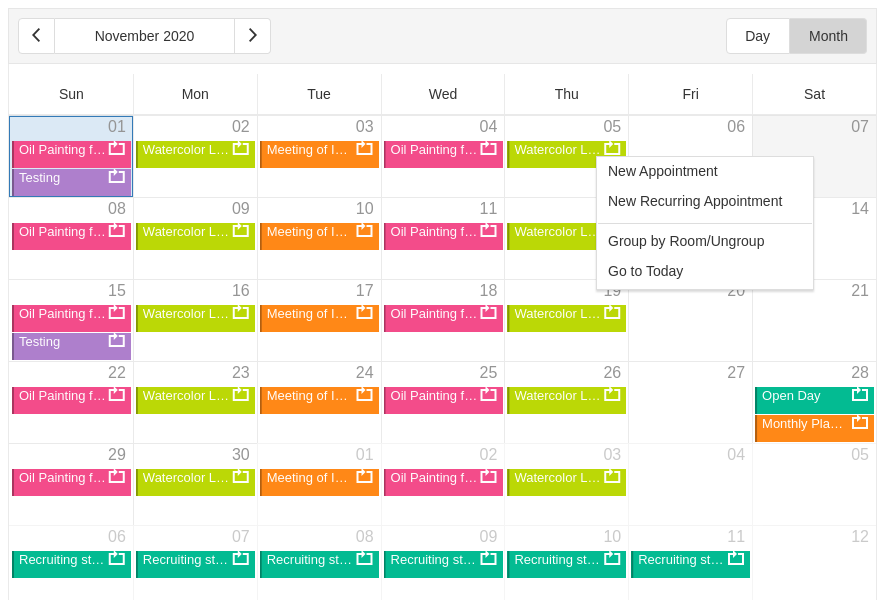 November 2020
Day Month
Sun Mon Tue Wed Thu Fri Sat
01 02 03 04 05 06 07
Oil Painting f... Watercolor L... Meeting of I... Oil Painting f... Watercolor L...
Testing
New Appointment
New Recurring Appointment
Group by Room/Ungroup
Go to Today
08 09 10 11 14
Oil Painting f... Watercolor L... Meeting of I... Oil Painting f... Watercolor L...
15 16 17 18 19 20 21
Oil Painting f... Watercolor L... Meeting of I... Oil Painting f... Watercolor L...
Testing
22 23 24 25 26 27 28
Oil Painting f... Watercolor L... Meeting of I... Oil Painting f... Watercolor L... Open Day
Monthly Pla...
29 30 01 02 03 04 05
Oil Painting f... Watercolor L... Meeting of I... Oil Painting f... Watercolor L...
06 07 08 09 10 11 12
Recruiting st... Recruiting st... Recruiting st... Recruiting st... Recruiting st... Recruiting st...